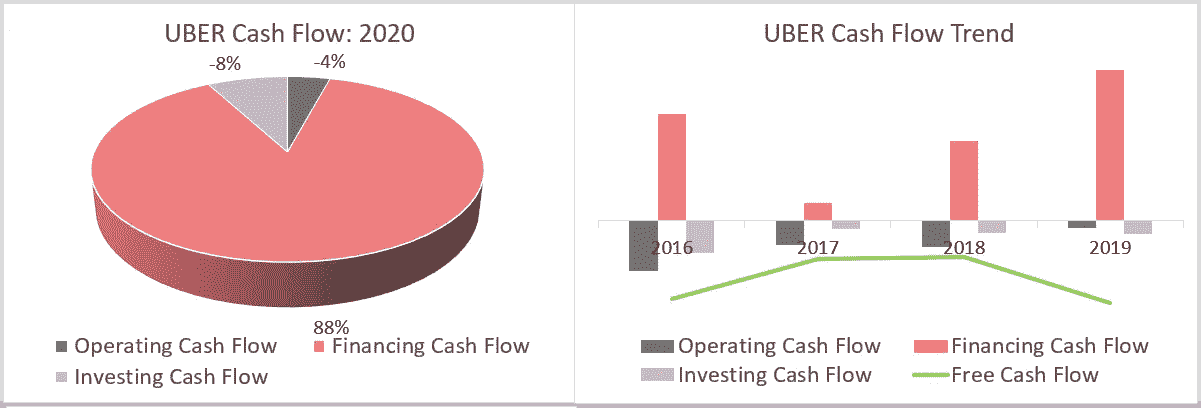 UBER Cash Flow: 2020
-8%
-4%
88%
Operating Cash Flow
Financing Cash Flow
Investing Cash Flow
UBER Cash Flow Trend
2016
2017
2018
2019
Operating Cash Flow
Financing Cash Flow
Investing Cash Flow
Free Cash Flow